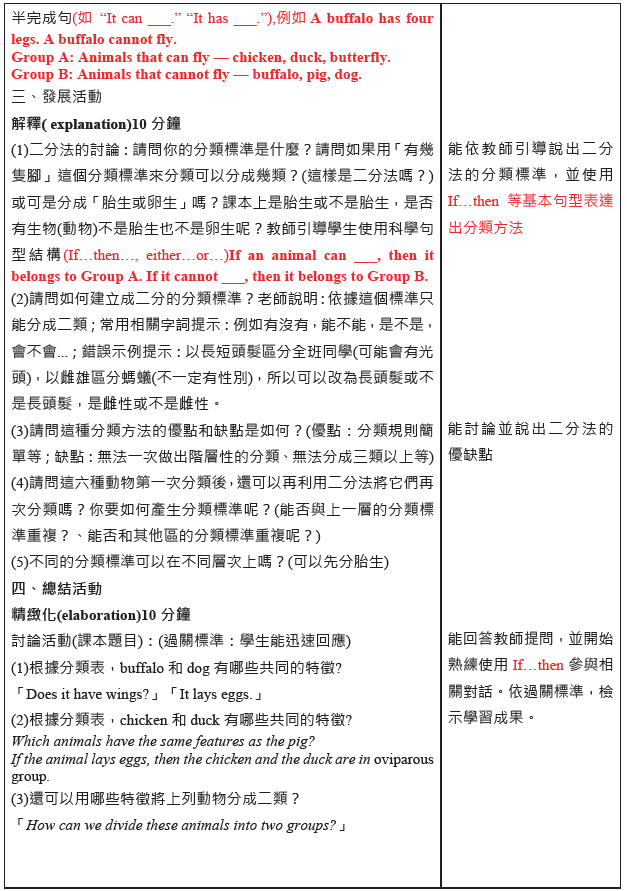 半完成句(如 “It can ___.” “It has ___.”),例如 A buffalo has four
legs. A buffalo cannot fly.
Group A: Animals that can fly — chicken, duck, butterfly.
Group B: Animals that cannot fly — buffalo, pig, dog.
三、發展活動
解釋( explanation)10 分鐘
(1)二分法的討論：請問你的分類標準是什麼？請問如果用「有幾
隻腳」這個分類標準來分類可以分成幾類？(這樣是二分法嗎？)
或可是分成「胎生或卵生」嗎？課本上是胎生或不是胎生，是否
有生物(動物)不是胎生也不是卵生呢？教師引導學生使用科學句
型結構(If…then…, either…or…)If an animal can ___, then it
belongs to Group A. If it cannot ___, then it belongs to Group B.
(2)請問如何建立成二分的分類標準？老師說明：依據這個標準只
能分成二類；常用相關字詞提示：例如有沒有，能不能，是不是，
會不會...；錯誤示例提示：以長短頭髮區分全班同學(可能會有光
頭)，以雌雄區分螞蟻(不一定有性別)，所以可以改為長頭髮或不
是長頭髮，是雌性或不是雌性。
(3)請問這種分類方法的優點和缺點是如何？(優點：分類規則簡
單等；缺點：無法一次做出階層性的分類、無法分成三類以上等)
(4)請問這六種動物第一次分類後，還可以再利用二分法將它們再
次分類嗎？你要如何產生分類標準呢？(能否與上一層的分類標
準重複？、能否和其他區的分類標準重複呢？)
(5)不同的分類標準可以在不同層次上嗎？(可以先分胎生)
四、總結活動
精緻化(elaboration)10 分鐘
討論活動(課本題目)：(過關標準：學生能迅速回應)
(1)根據分類表，buffalo 和 dog 有哪些共同的特徵?
「Does it have wings?」「It lays eggs.」
(2)根據分類表，chicken 和 duck 有哪些共同的特徵?
Which animals have the same features as the pig?
If the animal lays eggs, then the chicken and the duck are in oviparous
group.
(3)還可以用哪些特徵將上列動物分成二類？
「How can we divide these animals into two groups?」
能依教師引導說出二分
法的分類標準，並使用
If…then 等基本句型表達
出分類方法
能討論並說出二分法的
優缺點
能回答教師提問，並開始
熟練使用 If…then 參與相
關對話。依過關標準，檢
示學習成果。